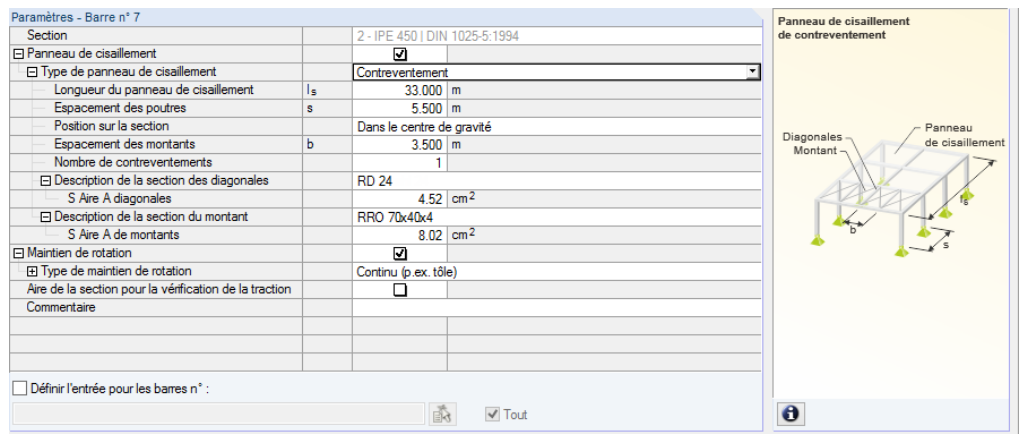 Paramètres - Barre n° 7
Section 2 - IPE 450 | DIN 1025-5:1994
Panneau de cisaillement
Type de panneau de cisaillement Contreventement
Longueur du panneau de cisaillement ls 33.000 m
Espacement des poutres s 5.500 m
Position sur la section Dans le centre de gravité
Espacement des montants b 3.500 m
Nombre de contreventements 1
Description de la section des diagonales RD 24
S Aire A diagonales 4.52 cm2
Description de la section du montant RRO 70x40x4
S Aire A de montants 8.02 cm2
Maintien de rotation
Type de maintien de rotation Continu (p.ex. tôle)
Aire de la section pour la vérification de la traction
Commentaire
Définir l'entrée pour les barres n° :
Tout
Panneau de cisaillement
de contreventement
Diagonales
Montant
Panneau
de cisaillement
ls
b
s